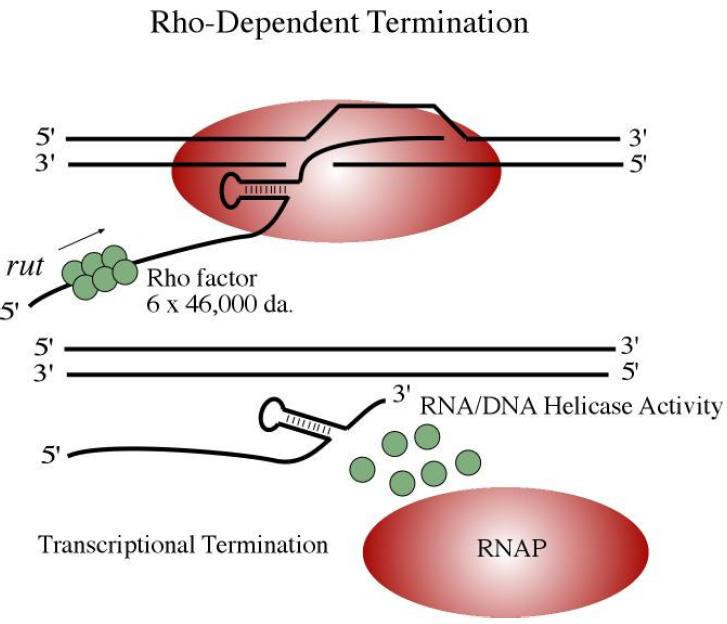 Rho-Dependent Termination
5' 3'
3' 5'
rut
Rho factor
5' 6 x 46,000 da.
5' 3'
3' 5'
3'
RNA/DNA Helicase Activity
5'
Transcriptional Termination RNAP